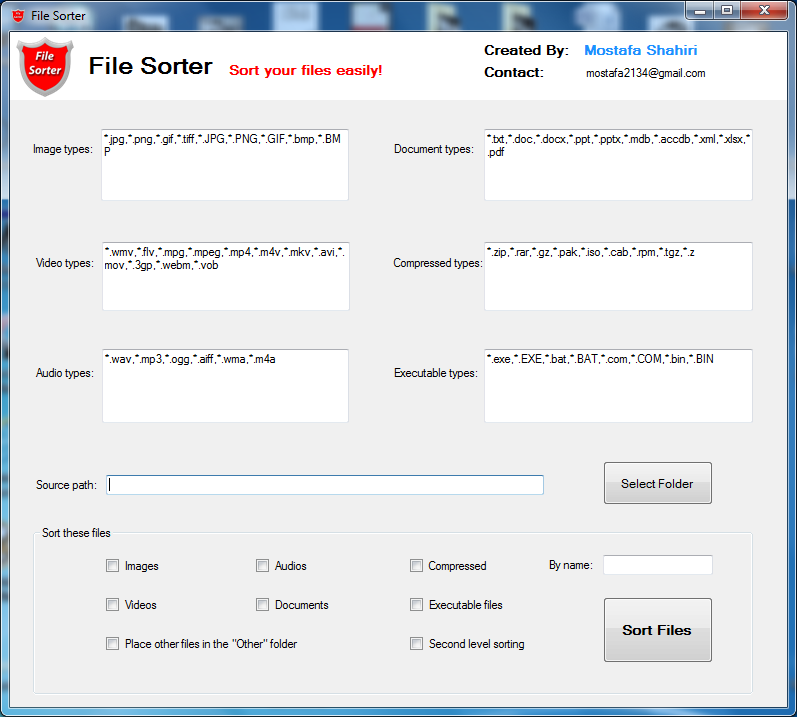 File Sorter
File
Sorter
File Sorter
Sort your files easily!
Created By: Mostafa Shahiri
Contact: mostafa2134@gmail.com
Image types:
*.jpg,*.png,*.gif,*.tiff,*.JPG,*.PNG,*.GIF,*.bmp,*.BM
P
Document types:
*.txt,*.doc,*.docx,*.ppt,*.pptx,*.mdb,*.accdb,*.xml,*.xlsx,*
.pdf
Video types:
*.wmv,*.flv,*.mpg,*.mpeg,*.mp4,*.m4v,*.mkv,*.avi,*.
mov,*.3gp,*.webm,*.vob
Compressed types:
*.zip,*.rar,*.gz,*.pak,*.iso,*.cab,*.rpm,*.tgz,*.z
Audio types:
*.wav,*.mp3,*.ogg,*.aiff,*.wma,*.m4a
Executable types:
*.exe,*.EXE,*.bat,*.BAT,*.com,*.COM,*.bin,*.BIN
Source path:
Select Folder
Sort these files
Images
Audios
Compressed
By name:
Videos
Documents
Executable files
Sort Files
Place other files in the "Other" folder
Second level sorting